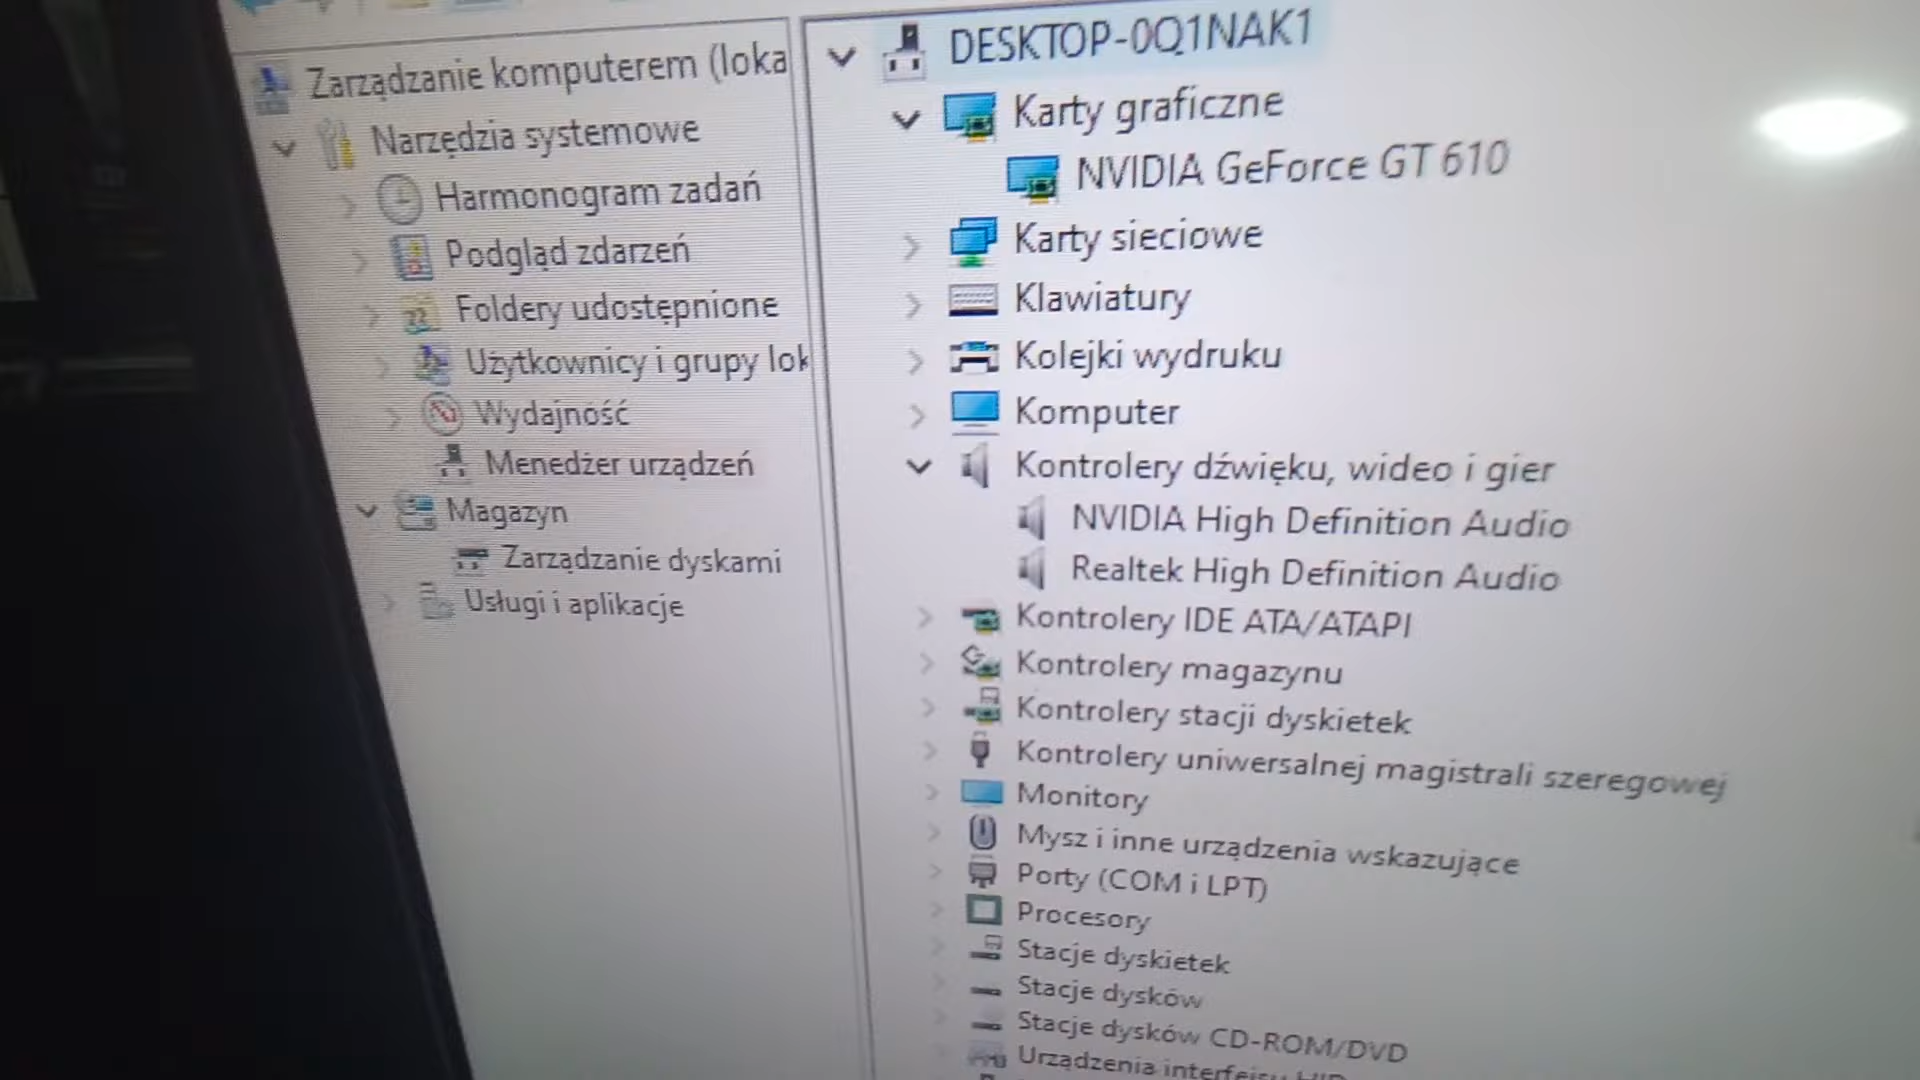 Zarządzanie komputerem (loka
Narzędzia systemowe
Harmonogram zadań
Podgląd zdarzeń
Foldery udostępnione
Użytkownicy i grupy lok
Wydajność
Menedżer urządzeń
Magazyn
Zarządzanie dyskami
Usługi i aplikacje
DESKTOP-0Q1NAK1
Karty graficzne
NVIDIA GeForce GT 610
Karty sieciowe
Klawiatury
Kolejki wydruku
Komputer
Kontrolery dźwięku, wideo i gier
NVIDIA High Definition Audio
Realtek High Definition Audio
Kontrolery IDE ATA/ATAPI
Kontrolery magazynu
Kontrolery stacji dyskietek
Kontrolery uniwersalnej magistrali szeregowej
Monitory
Mysz i inne urządzenia wskazujące
Porty (COM i LPT)
Procesory
Stacje dyskietek
Stacje dysków
Stacje dysków CD-ROM/DVD
Urządzenia interfejsu HID